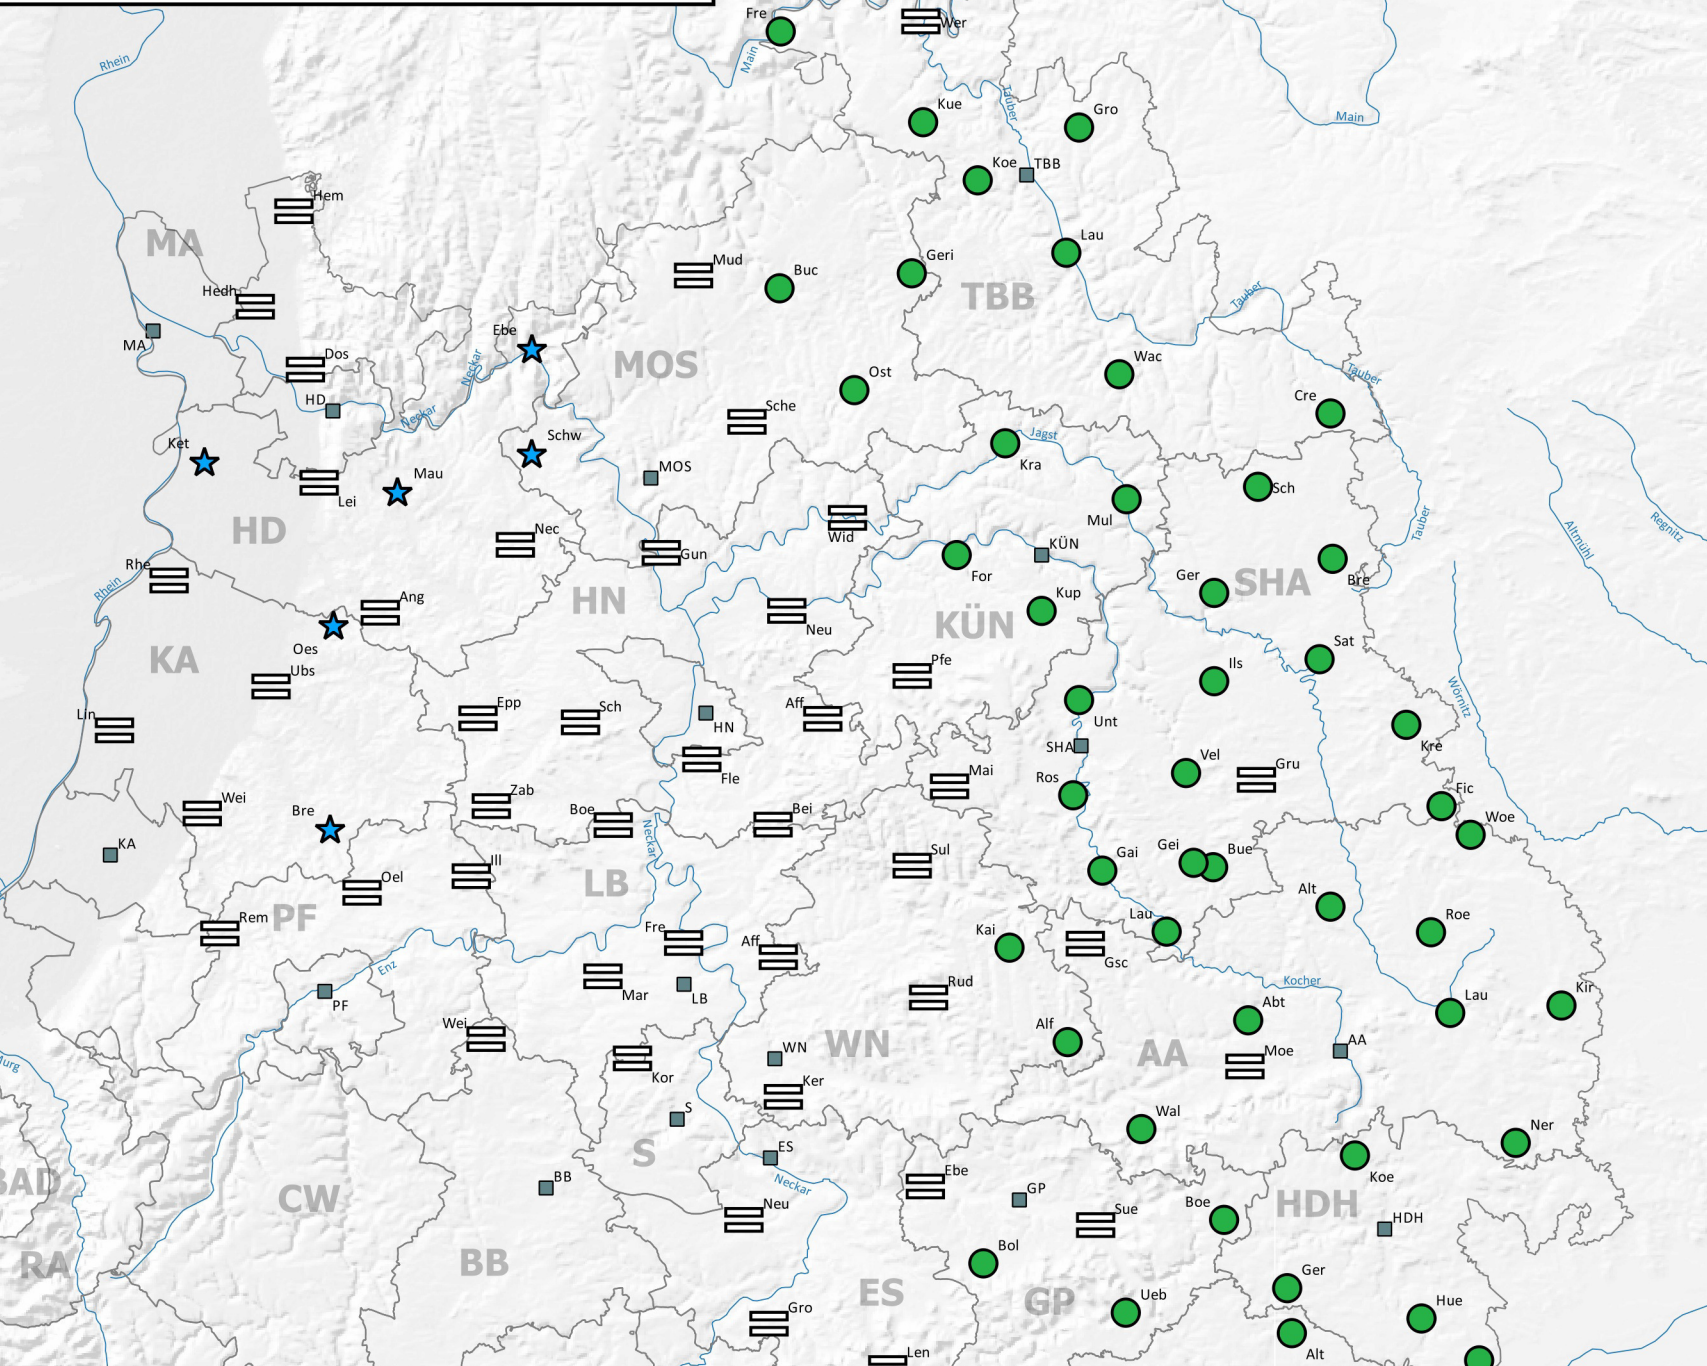 Fre
Wer
Rhein
Main
Kue
Tauber
Gro
Main
Koe
TBB
Hem
MA
Lau
Mud
Buc
Geri
Hedh
TBB
Tauber
MA
Ebe
Dos
Neckar
MOS
Wac
Tauber
Ost
HD
Neckar
Sche
Cre
Ket
Schw
Jagst
Kra
MOS
Mau
Lei
Sch
Mul
HD
Nec
Wid
Gun
KÜN
Tauber
Altmühl
Regnitz
Rhe
Rhein
For
Ger
Bre
SHA
Ang
HN
Kup
Neu
KÜN
Oes
KA
Sat
Ubs
Pfe
Ils
Wörnitz
Epp
Sch
Aff
Lin
HN
Unt
Kre
SHA
Vel
Gru
Fle
Mai
Ros
Zab
Fic
Wei
Bre
Boe
Bei
Woe
Neckar
KA
Ill
Sul
Gai
Gei
Bue
Oel
LB
Alt
Rem
PF
Fre
Aff
Kai
Lau
Roe
Gsc
Enz
Mar
LB
Rud
Kocher
Kir
PF
Abt
Lau
Wei
Alf
WN
WN
AA
Moe
AA
Murg
Kor
Ker
S
Wal
Ner
S
ES
BAD
BB
Neckar
Ebe
GP
Koe
CW
Neu
Sue
Boe
HDH
HDH
RA
BB
Bol
Ger
ES
GP
Ueb
Gro
Hue
Len
Alt